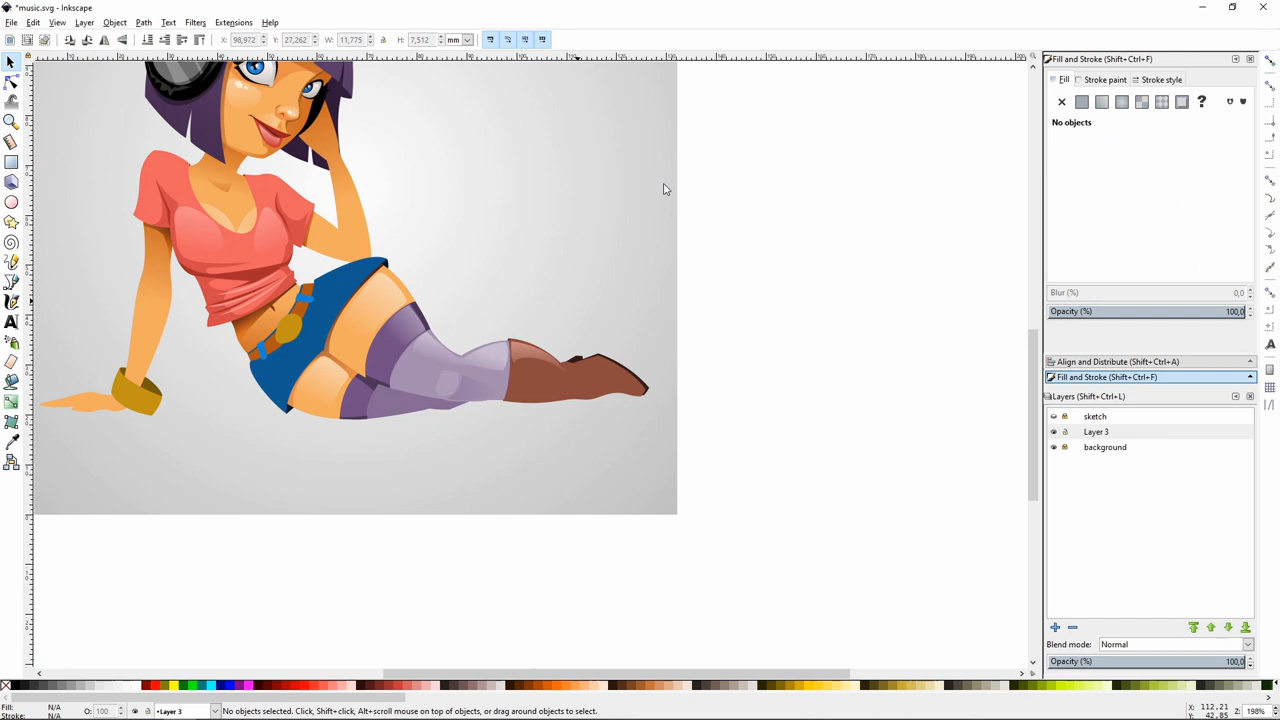 *music.svg - Inkscape
File Edit View Layer Object Path Text Filters Extensions Help
X: 98,972 Y: 27,262 W: 11,775 H: 7,512 mm
Fill and Stroke (Shift+Ctrl+F)
Fill Stroke paint Stroke style
?
No objects
Blur (%) 0,0
Opacity (%) 100,0
Align and Distribute (Shift+Ctrl+A)
Fill and Stroke (Shift+Ctrl+F)
Layers (Shift+Ctrl+L)
sketch
Layer 3
background
Blend mode: Normal
Opacity (%) 100,0
Fill: N/A
Stroke: N/A
O: 100
•Layer 3
No objects selected. Click, Shift+click, Alt+scroll mouse on top of objects, or drag around objects to select.
X: 112,21
Y: 42,85
Z: 198%